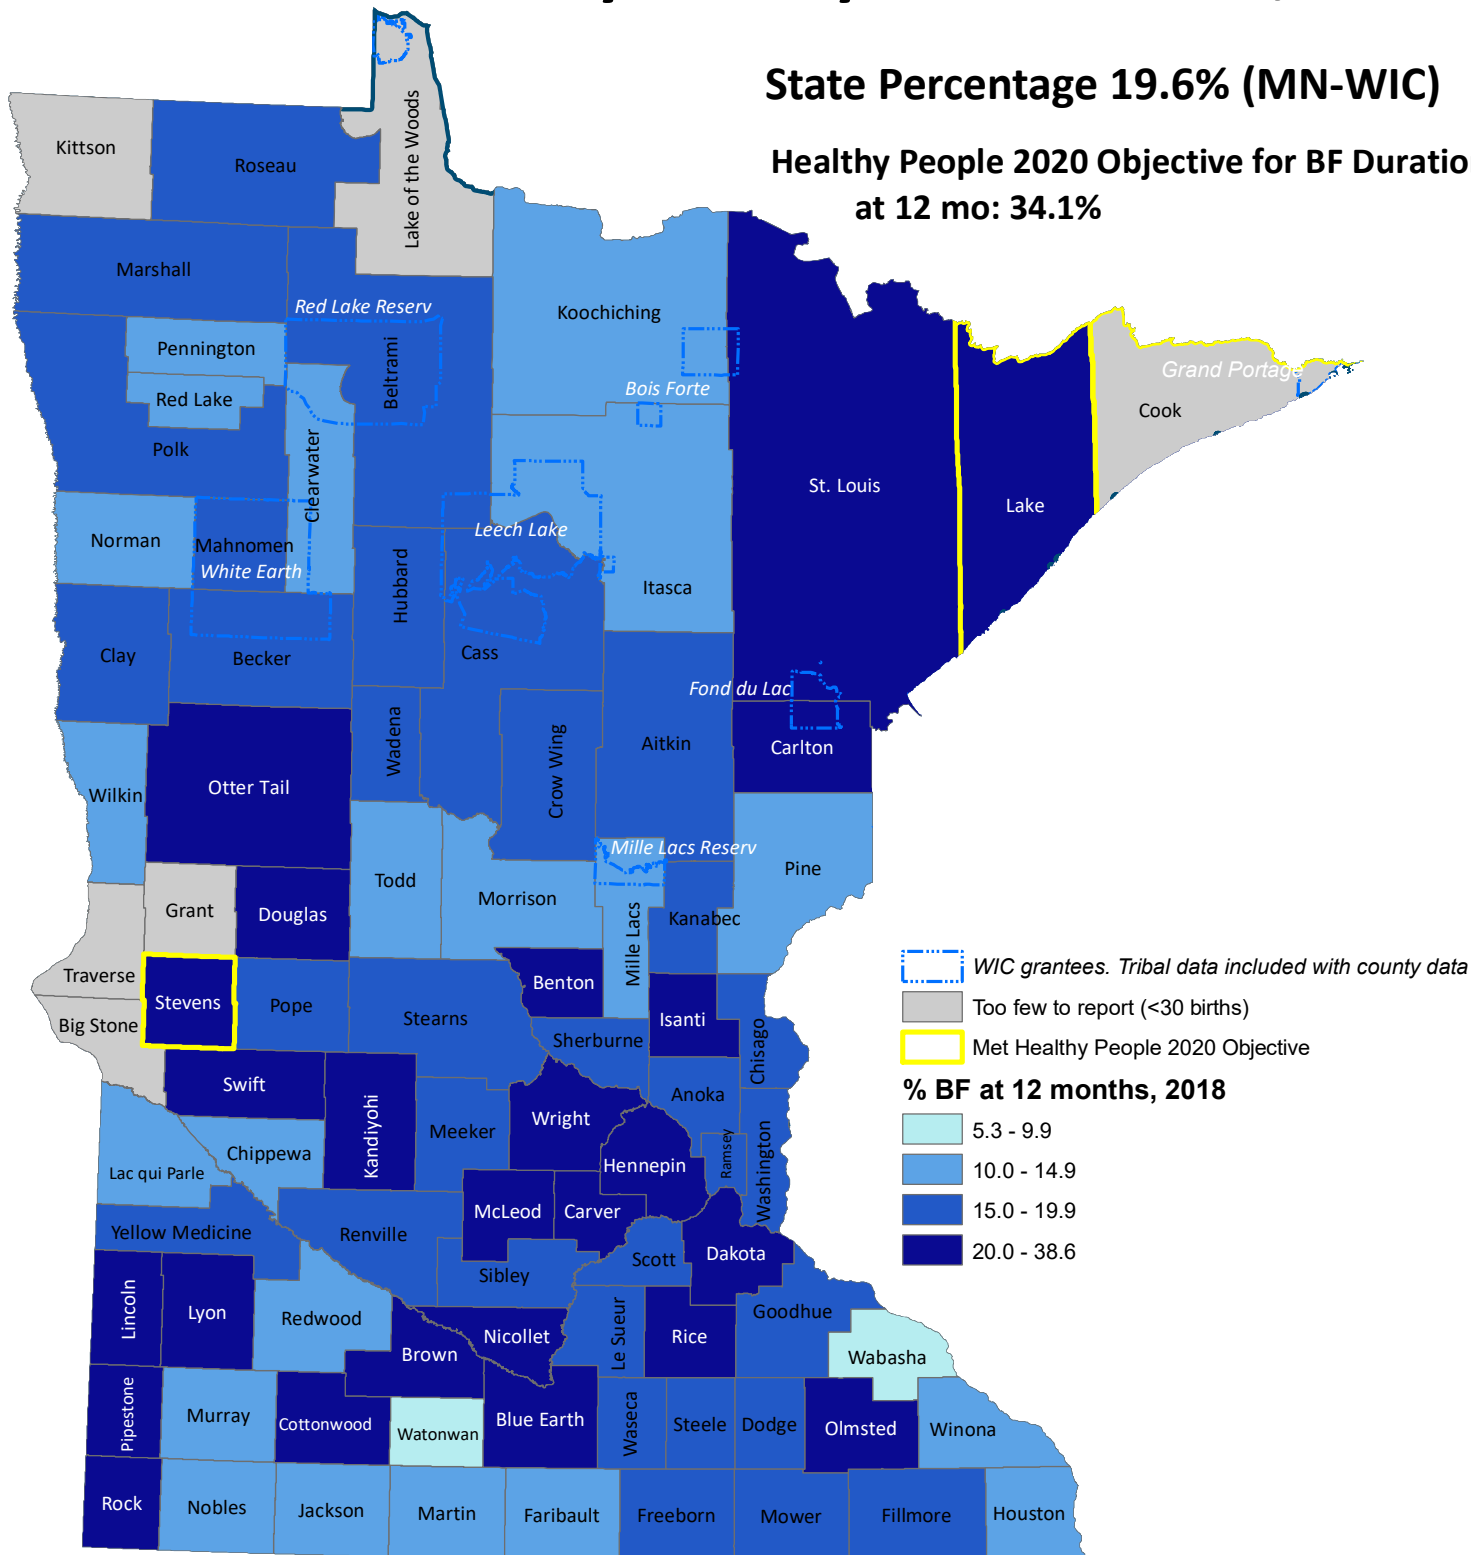 State Percentage 19.6% (MN-WIC)
Healthy People 2020 Objective for BF Duratio
at 12 mo: 34.1%
Kittson
Roseau
Lake of the Woods
Marshall
Red Lake Reserv
Koochiching
Pennington
Beltrami
Red Lake
Bois Forte
Grand Portage
Cook
Polk
Clearwater
St. Louis
Lake
Norman
Mahnomen
White Earth
Leech Lake
Hubbard
Itasca
Clay
Becker
Cass
Fond du Lac
Wadena
Crow Wing
Aitkin
Carlton
Wilkin
Otter Tail
Mille Lacs Reserv
Todd
Morrison
Pine
Grant
Douglas
Mille Lacs
Kanabec
Traverse
Stevens
Pope
Benton
Big Stone
Stearns
Isanti
Sherburne
Chisago
Swift
Kandiyohi
Anoka
Wright
Meeker
Ramsey
Washington
Lac qui Parle
Chippewa
Hennepin
McLeod
Carver
Yellow Medicine
Renville
Scott
Dakota
Sibley
Lincoln
Lyon
Redwood
Goodhue
Nicollet
Le Sueur
Rice
Brown
Wabasha
Pipestone
Murray
Cottonwood
Watonwan
Blue Earth
Waseca
Steele
Dodge
Olmsted
Winona
Rock
Nobles
Jackson
Martin
Faribault
Freeborn
Mower
Fillmore
Houston
WIC grantees. Tribal data included with county data
Too few to report (<30 births)
Met Healthy People 2020 Objective
% BF at 12 months, 2018
5.3 - 9.9
10.0 - 14.9
15.0 - 19.9
20.0 - 38.6